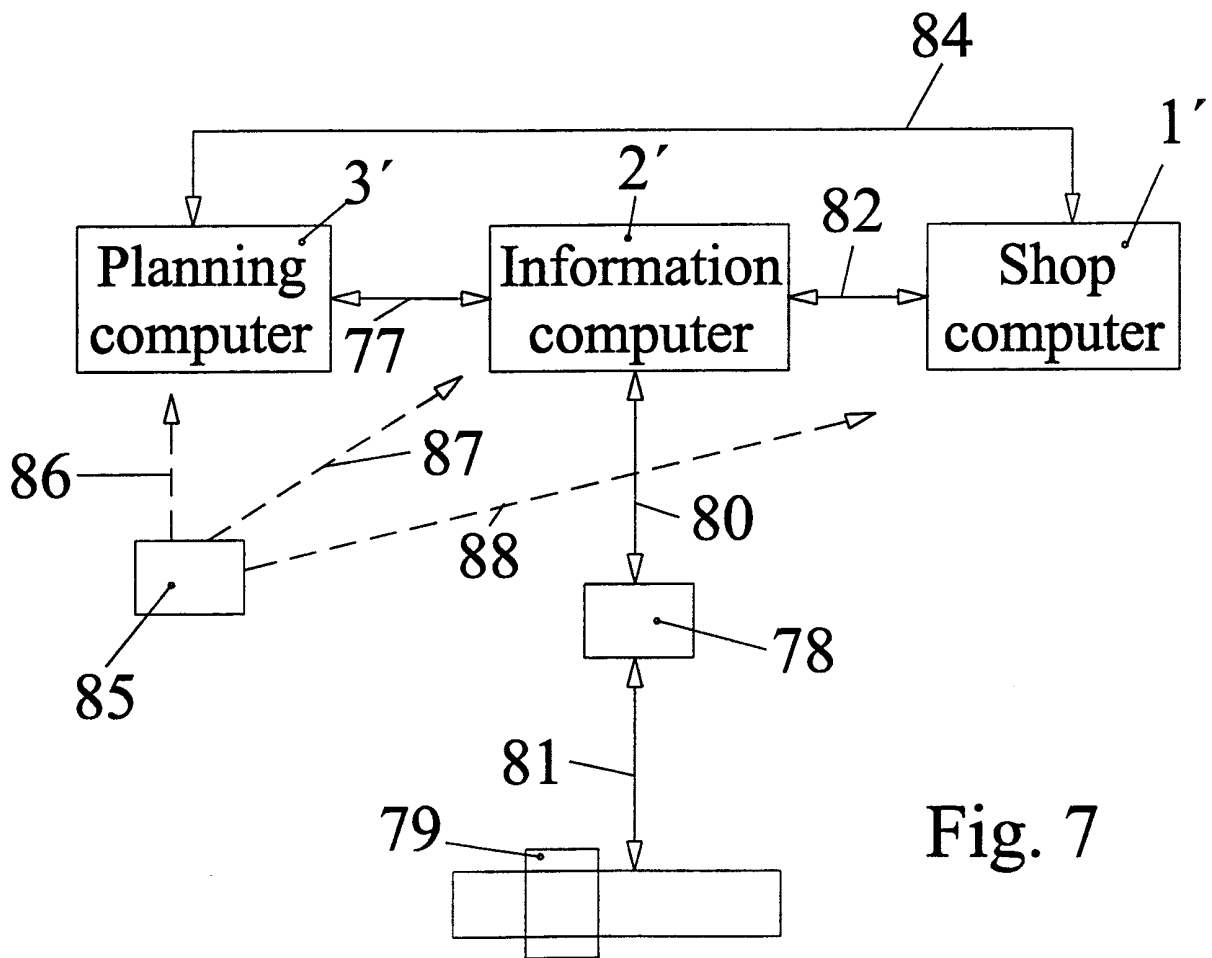 84
1´
2´
3´
82
Planning
computer
Information
computer
Shop
computer
77
86
87
88
80
85
78
81
79
Fig. 7